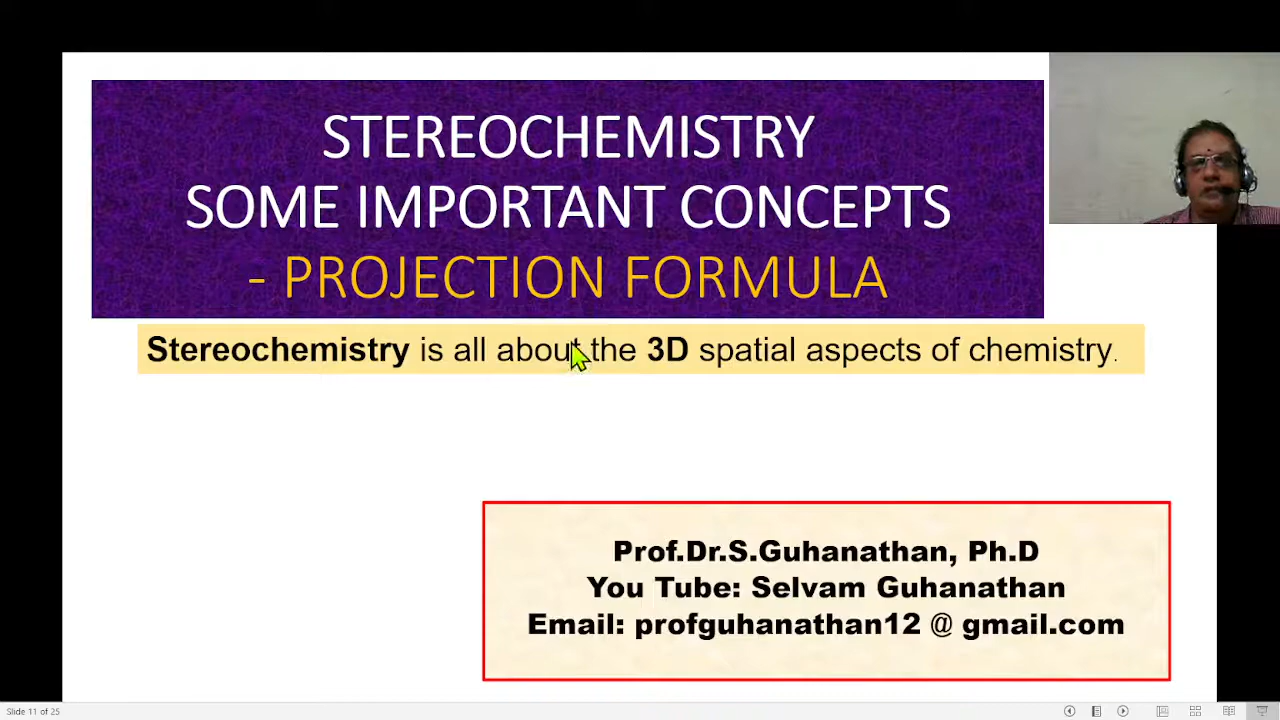 STEREOCHEMISTRY
SOME IMPORTANT CONCEPTS
- PROJECTION FORMULA
Stereochemistry is all about the 3D spatial aspects of chemistry.
Prof.Dr.S.Guhanathan, Ph.D
You Tube: Selvam Guhanathan
Email: profguhanathan12 @ gmail.com
Slide 11 of 25